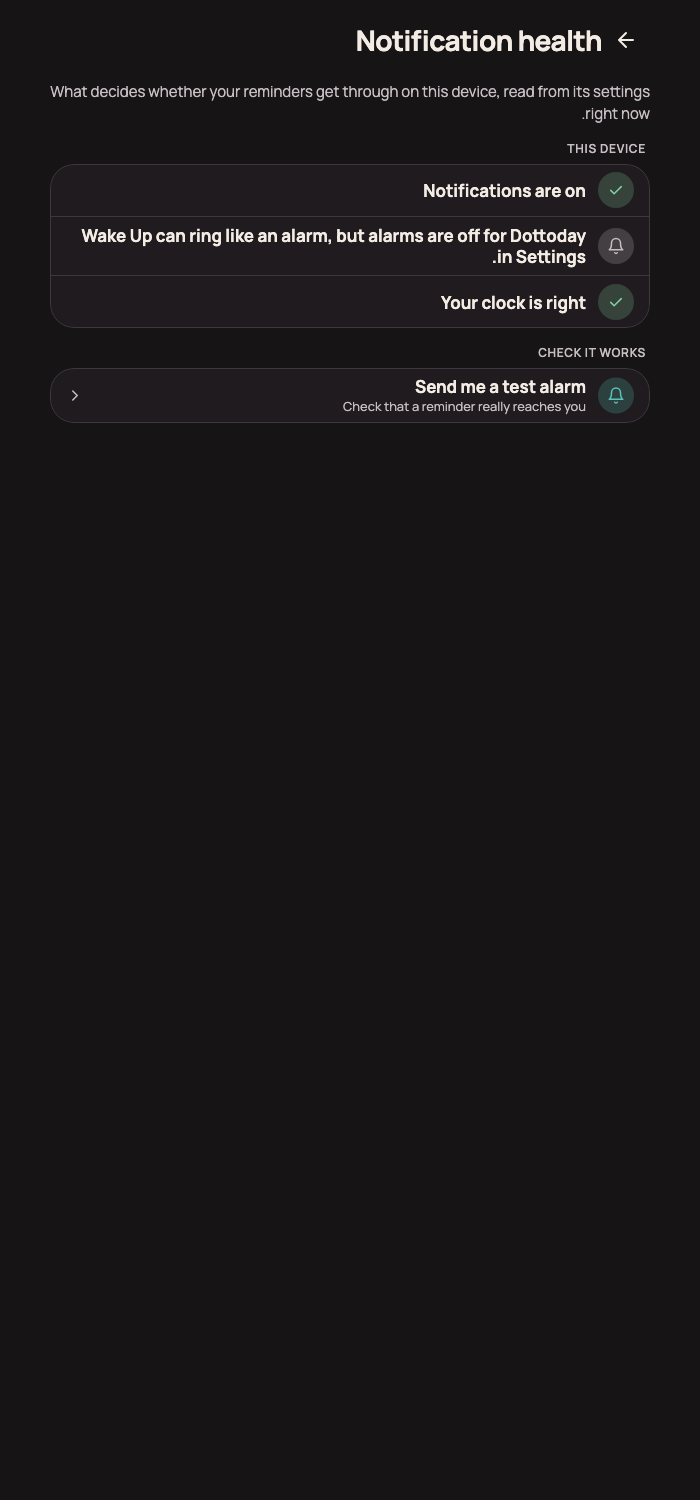 Notification health
What decides whether your reminders get through on this device, read from its settings
.right now
THIS DEVICE
Notifications are on
Wake Up can ring like an alarm, but alarms are off for Dottoday
.in Settings
Your clock is right
CHECK IT WORKS
Send me a test alarm
Check that a reminder really reaches you